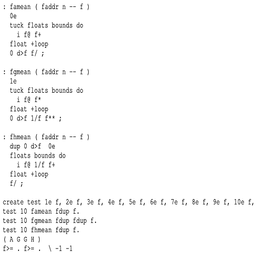 : famean ( faddr n -- f )
0e
tuck floats bounds do
i f@ f+
float +loop
0 d>f f/ ;
: fgmean ( faddr n -- f )
1e
tuck floats bounds do
i f@ f*
float +loop
0 d>f 1/f f** ;
: fhmean ( faddr n -- f )
dup 0 d>f 0e
floats bounds do
i f@ 1/f f+
float +loop
f/ ;
create test 1e f, 2e f, 3e f, 4e f, 5e f, 6e f, 7e f, 8e f, 9e f, 10e f,
test 10 famean fdup f.
test 10 fgmean fdup fdup f.
test 10 fhmean fdup f.
( A G G H )
f>= . f>= . \ -1 -1